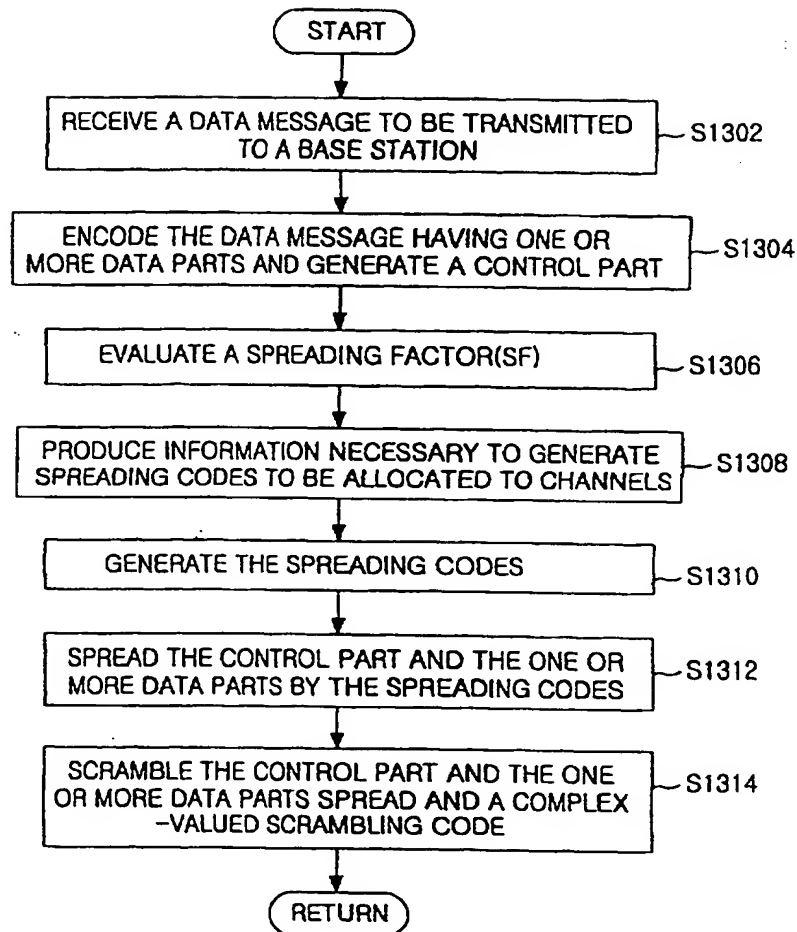 START
RECEIVE A DATA MESSAGE TO BE TRANSMITTED
TO A BASE STATION
S1302
ENCODE THE DATA MESSAGE HAVING ONE OR
MORE DATA PARTS AND GENERATE A CONTROL PART
S1304
EVALUATE A SPREADING FACTOR(SF)
S1306
PRODUCE INFORMATION NECESSARY TO GENERATE
SPREADING CODES TO BE ALLOCATED TO CHANNELS
S1308
GENERATE THE SPREADING CODES
S1310
SPREAD THE CONTROL PART AND THE ONE OR
MORE DATA PARTS BY THE SPREADING CODES
S1312
SCRAMBLE THE CONTROL PART AND THE ONE
OR MORE DATA PARTS SPREAD AND A COMPLEX
-VALUED SCRAMBLING CODE
S1314
RETURN